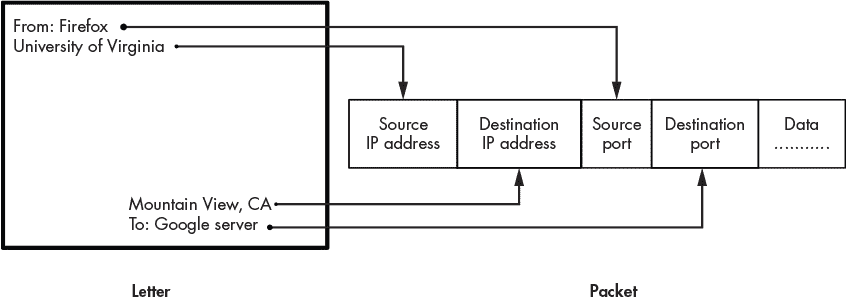 From: Firefox
University of Virginia
Source
IP address
Destination
IP address
Source
port
Destination
port
Data
...........
Mountain View, CA
To: Google server
Letter
Packet